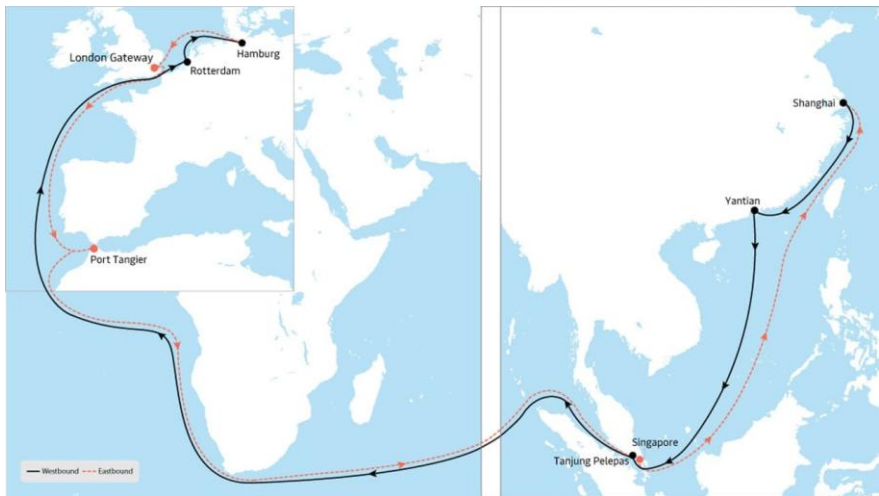 London Gateway
Hamburg
Rotterdam
Shanghai
Yantian
Port Tangier
Singapore
Tanjung Pelepas
Westbound Eastbound